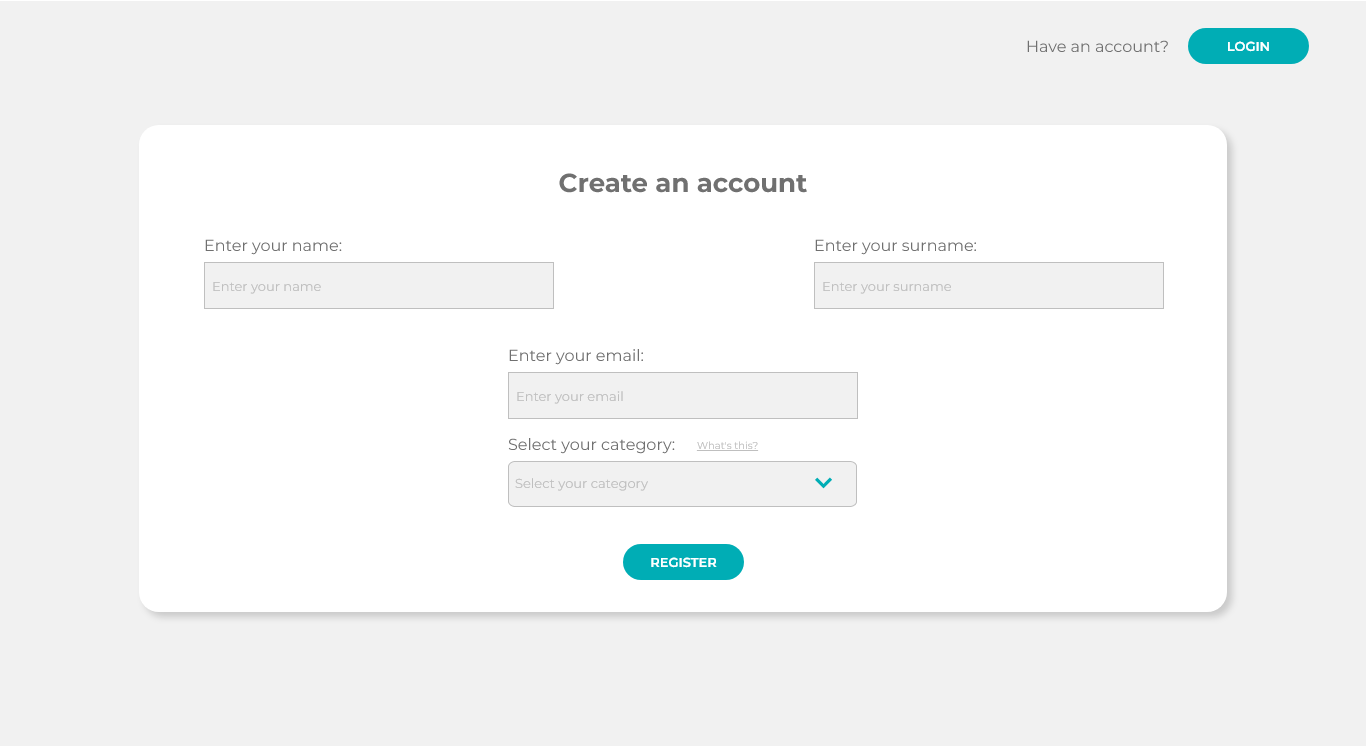 Have an account? LOGIN
Create an account
Enter your name: Enter your surname:
Enter your name Enter your surname
Enter your email:
Enter your email
Select your category: What's this?
Select your category
REGISTER